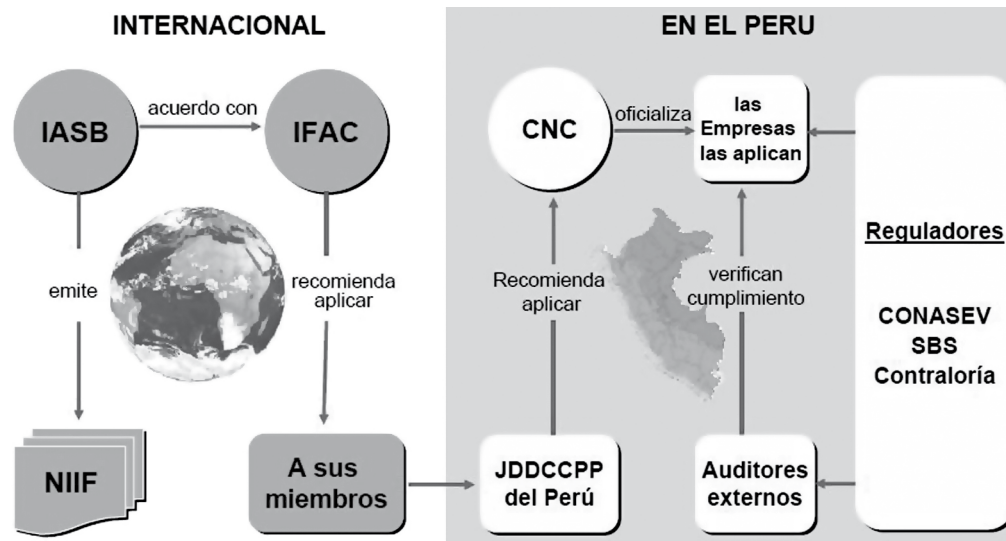 INTERNACIONAL
EN EL PERU
IASB
acuerdo con
IFAC
CNC
oficializa
las
Empresas
las aplican
emite
recomienda
aplicar
Recomienda
aplicar
verifican
cumplimiento
Reguladores
CONASEV
SBS
Contraloría
NIIF
A sus
miembros
JDDCCPP
del Perú
Auditores
externos